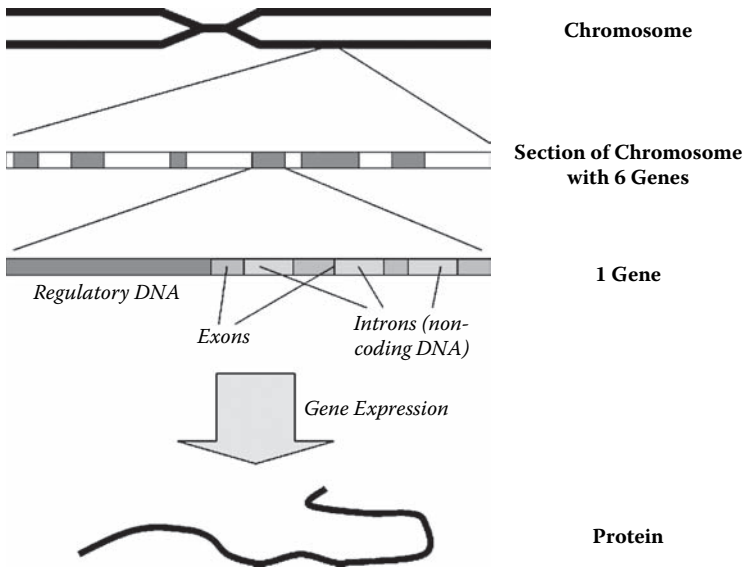 Chromosome
Section of Chromosome
with 6 Genes
1 Gene
Regulatory DNA
Exons
Introns (non-
coding DNA)
Gene Expression
Protein